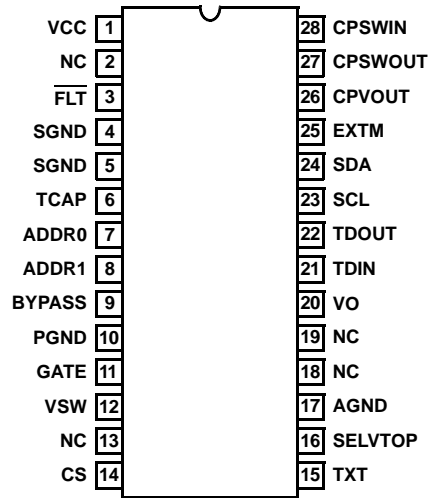 VCC 1 28 CPSWIN
NC 2 27 CPSWOUT
FLT 3 26 CPVOUT
SGND 4 25 EXTM
SGND 5 24 SDA
TCAP 6 23 SCL
ADDR0 7 22 TDOUT
ADDR1 8 21 TDIN
BYPASS 9 20 VO
PGND 10 19 NC
GATE 11 18 NC
VSW 12 17 AGND
NC 13 16 SELVTOP
CS 14 15 TXT